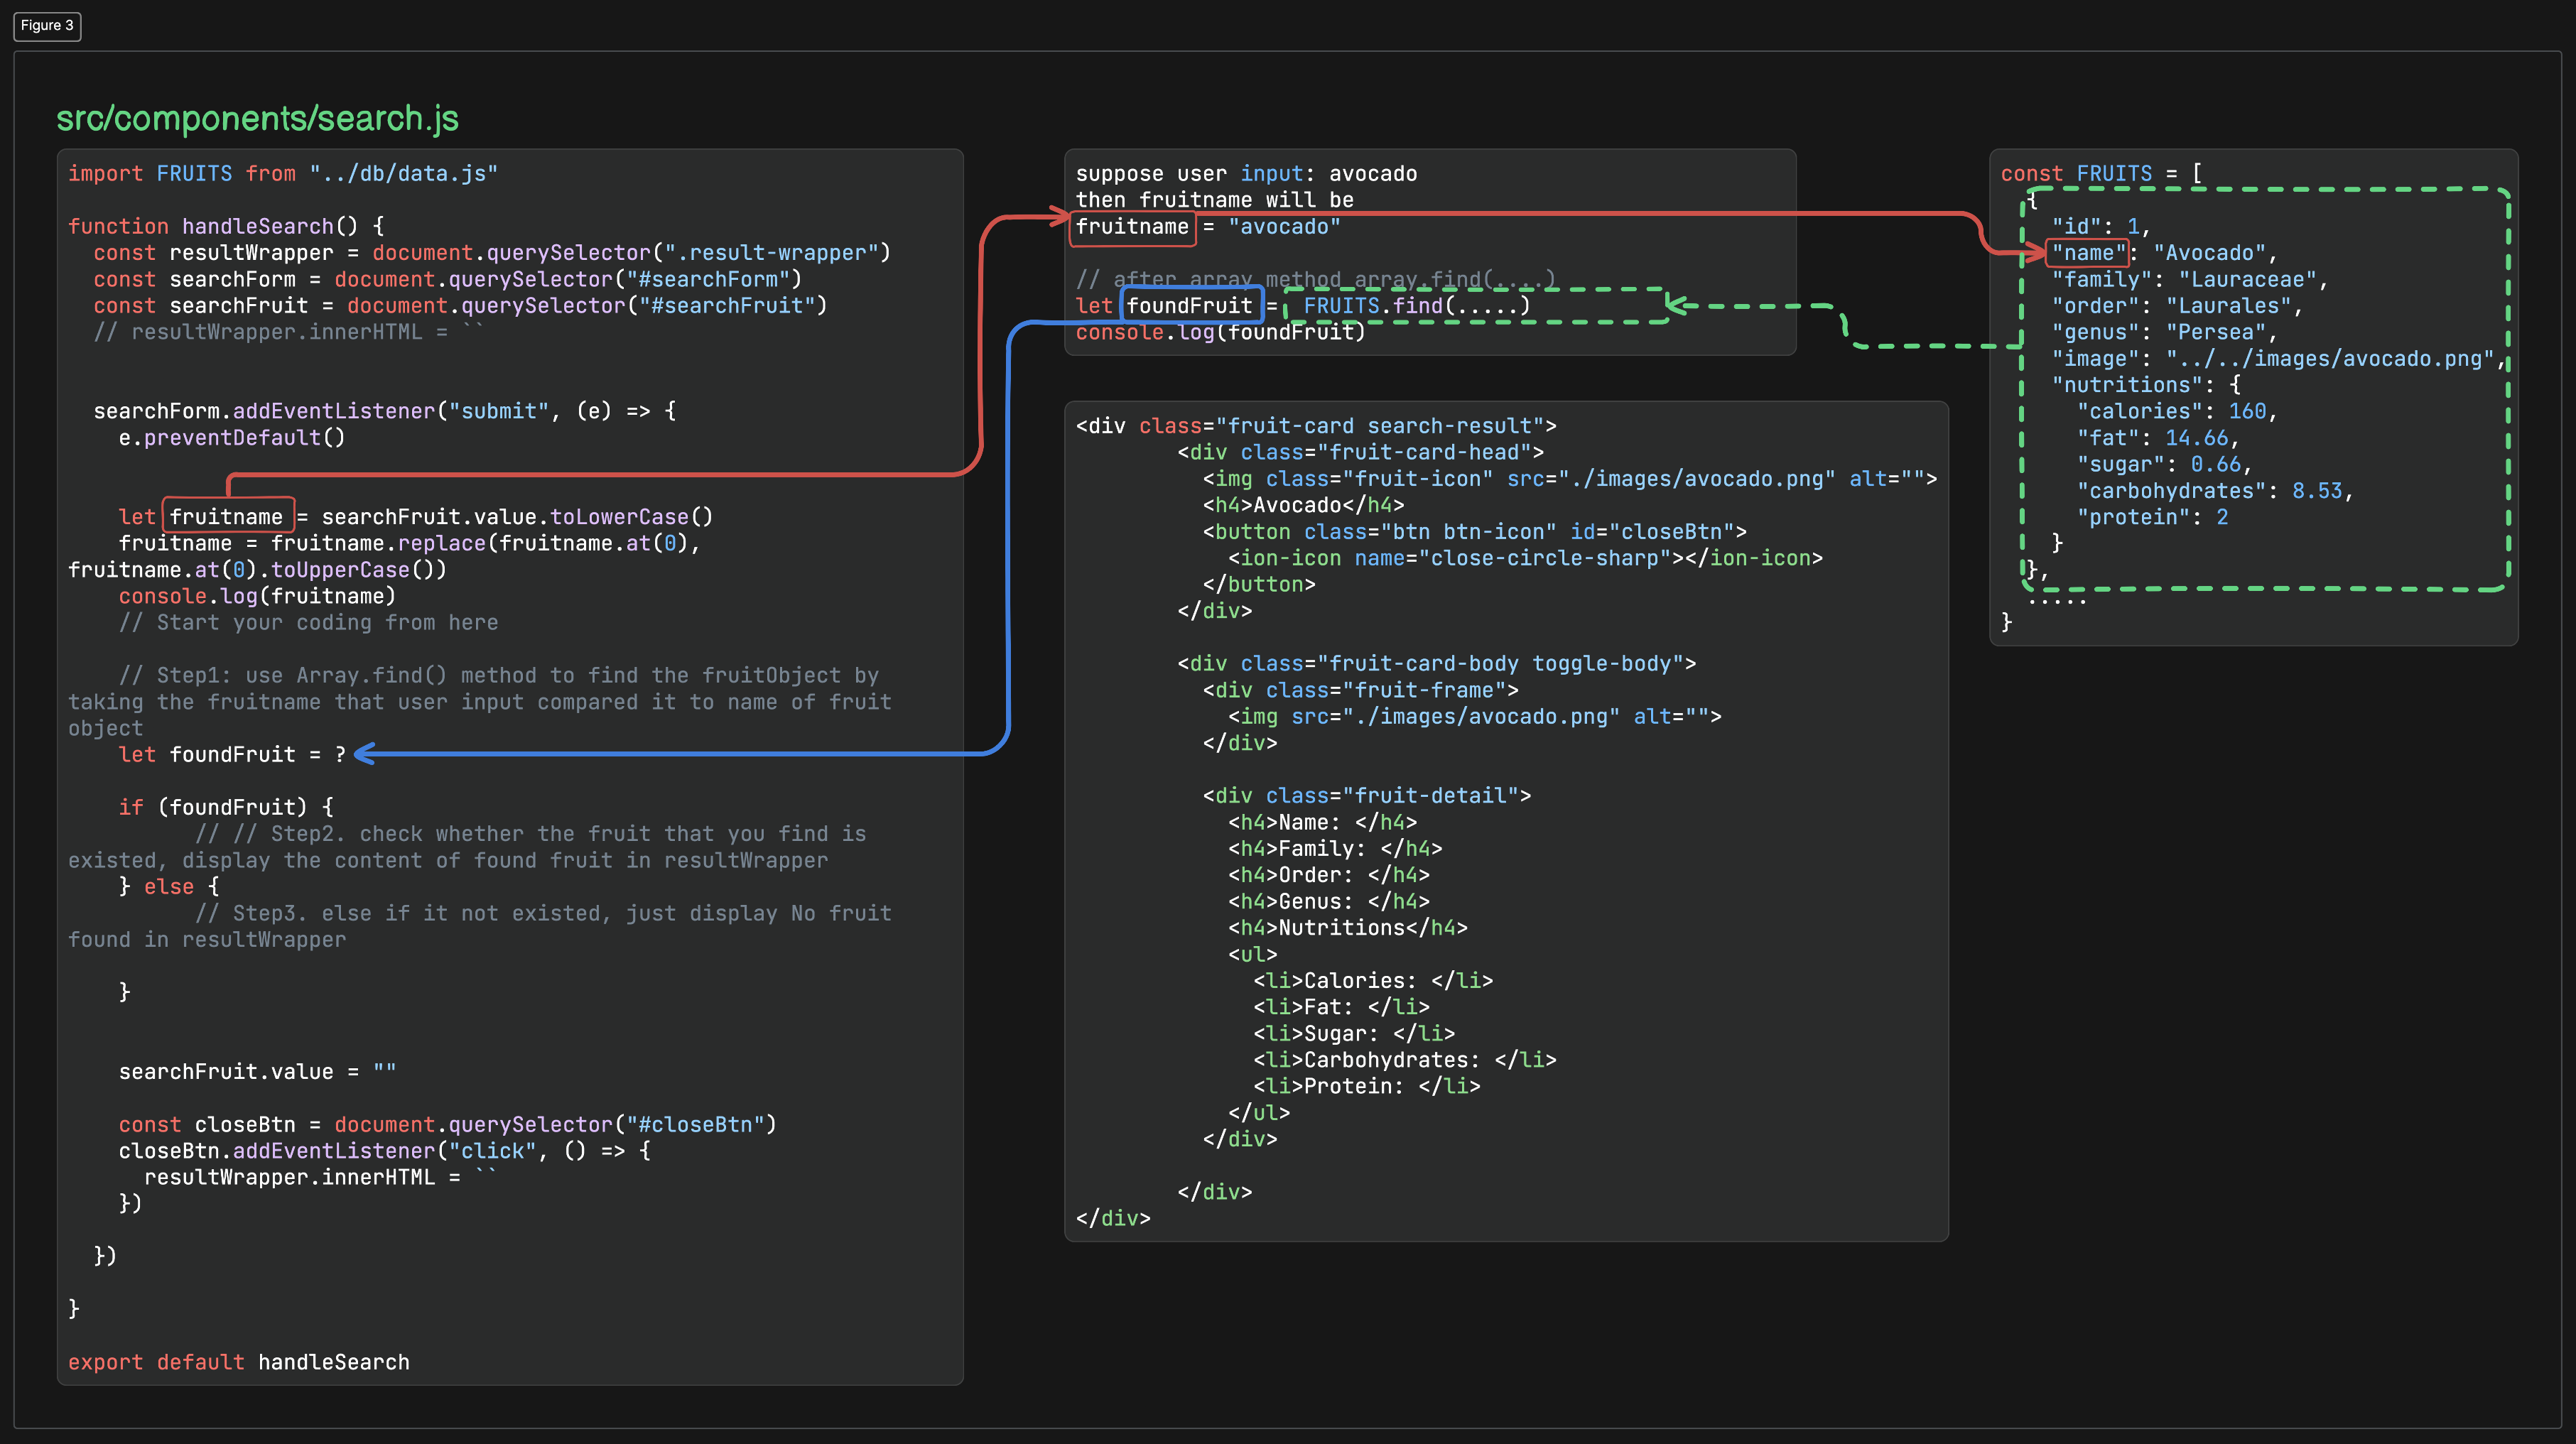 Figure 3
src/components/search.js
import FRUITS from "../db/data.js"
function handleSearch() {
const resultWrapper = document.querySelector(".result-wrapper")
const searchForm = document.querySelector("#searchForm")
const searchFruit = document.querySelector("#searchFruit")
// resultWrapper.innerHTML = ``
searchForm.addEventListener("submit", (e) => {
e.preventDefault()
let fruitname = searchFruit.value.toLowerCase()
fruitname = fruitname.replace(fruitname.at(0),
fruitname.at(0).toUpperCase())
console.log(fruitname)
// Start your coding from here
// Step1: use Array.find() method to find the fruitObject by
taking the fruitname that user input compared it to name of fruit
object
let foundFruit = ?
if (foundFruit) {
// // Step2. check whether the fruit that you find is
existed, display the content of found fruit in resultWrapper
} else {
// Step3. else if it not existed, just display No fruit
found in resultWrapper
}
searchFruit.value = ""
const closeBtn = document.querySelector("#closeBtn")
closeBtn.addEventListener("click", () => {
resultWrapper.innerHTML = ``
})
})
}
export default handleSearch
suppose user input: avocado
then fruitname will be
fruitname = "avocado"
// after array method array.find(....)
let foundFruit = FRUITS.find(.....)
console.log(foundFruit)
<div class="fruit-card search-result">
<div class="fruit-card-head">
<img class="fruit-icon" src="./images/avocado.png" alt="">
<h4>Avocado</h4>
<button class="btn btn-icon" id="closeBtn">
<ion-icon name="close-circle-sharp"></ion-icon>
</button>
</div>
<div class="fruit-card-body toggle-body">
<div class="fruit-frame">
<img src="./images/avocado.png" alt="">
</div>
<div class="fruit-detail">
<h4>Name: </h4>
<h4>Family: </h4>
<h4>Order: </h4>
<h4>Genus: </h4>
<h4>Nutritions</h4>
<ul>
<li>Calories: </li>
<li>Fat: </li>
<li>Sugar: </li>
<li>Carbohydrates: </li>
<li>Protein: </li>
</ul>
</div>
</div>
</div>
const FRUITS = [
{
"id": 1,
"name": "Avocado",
"family": "Lauraceae",
"order": "Laurales",
"genus": "Persea",
"image": "../../images/avocado.png",
"nutritions": {
"calories": 160,
"fat": 14.66,
"sugar": 0.66,
"carbohydrates": 8.53,
"protein": 2
}
},
.....
}